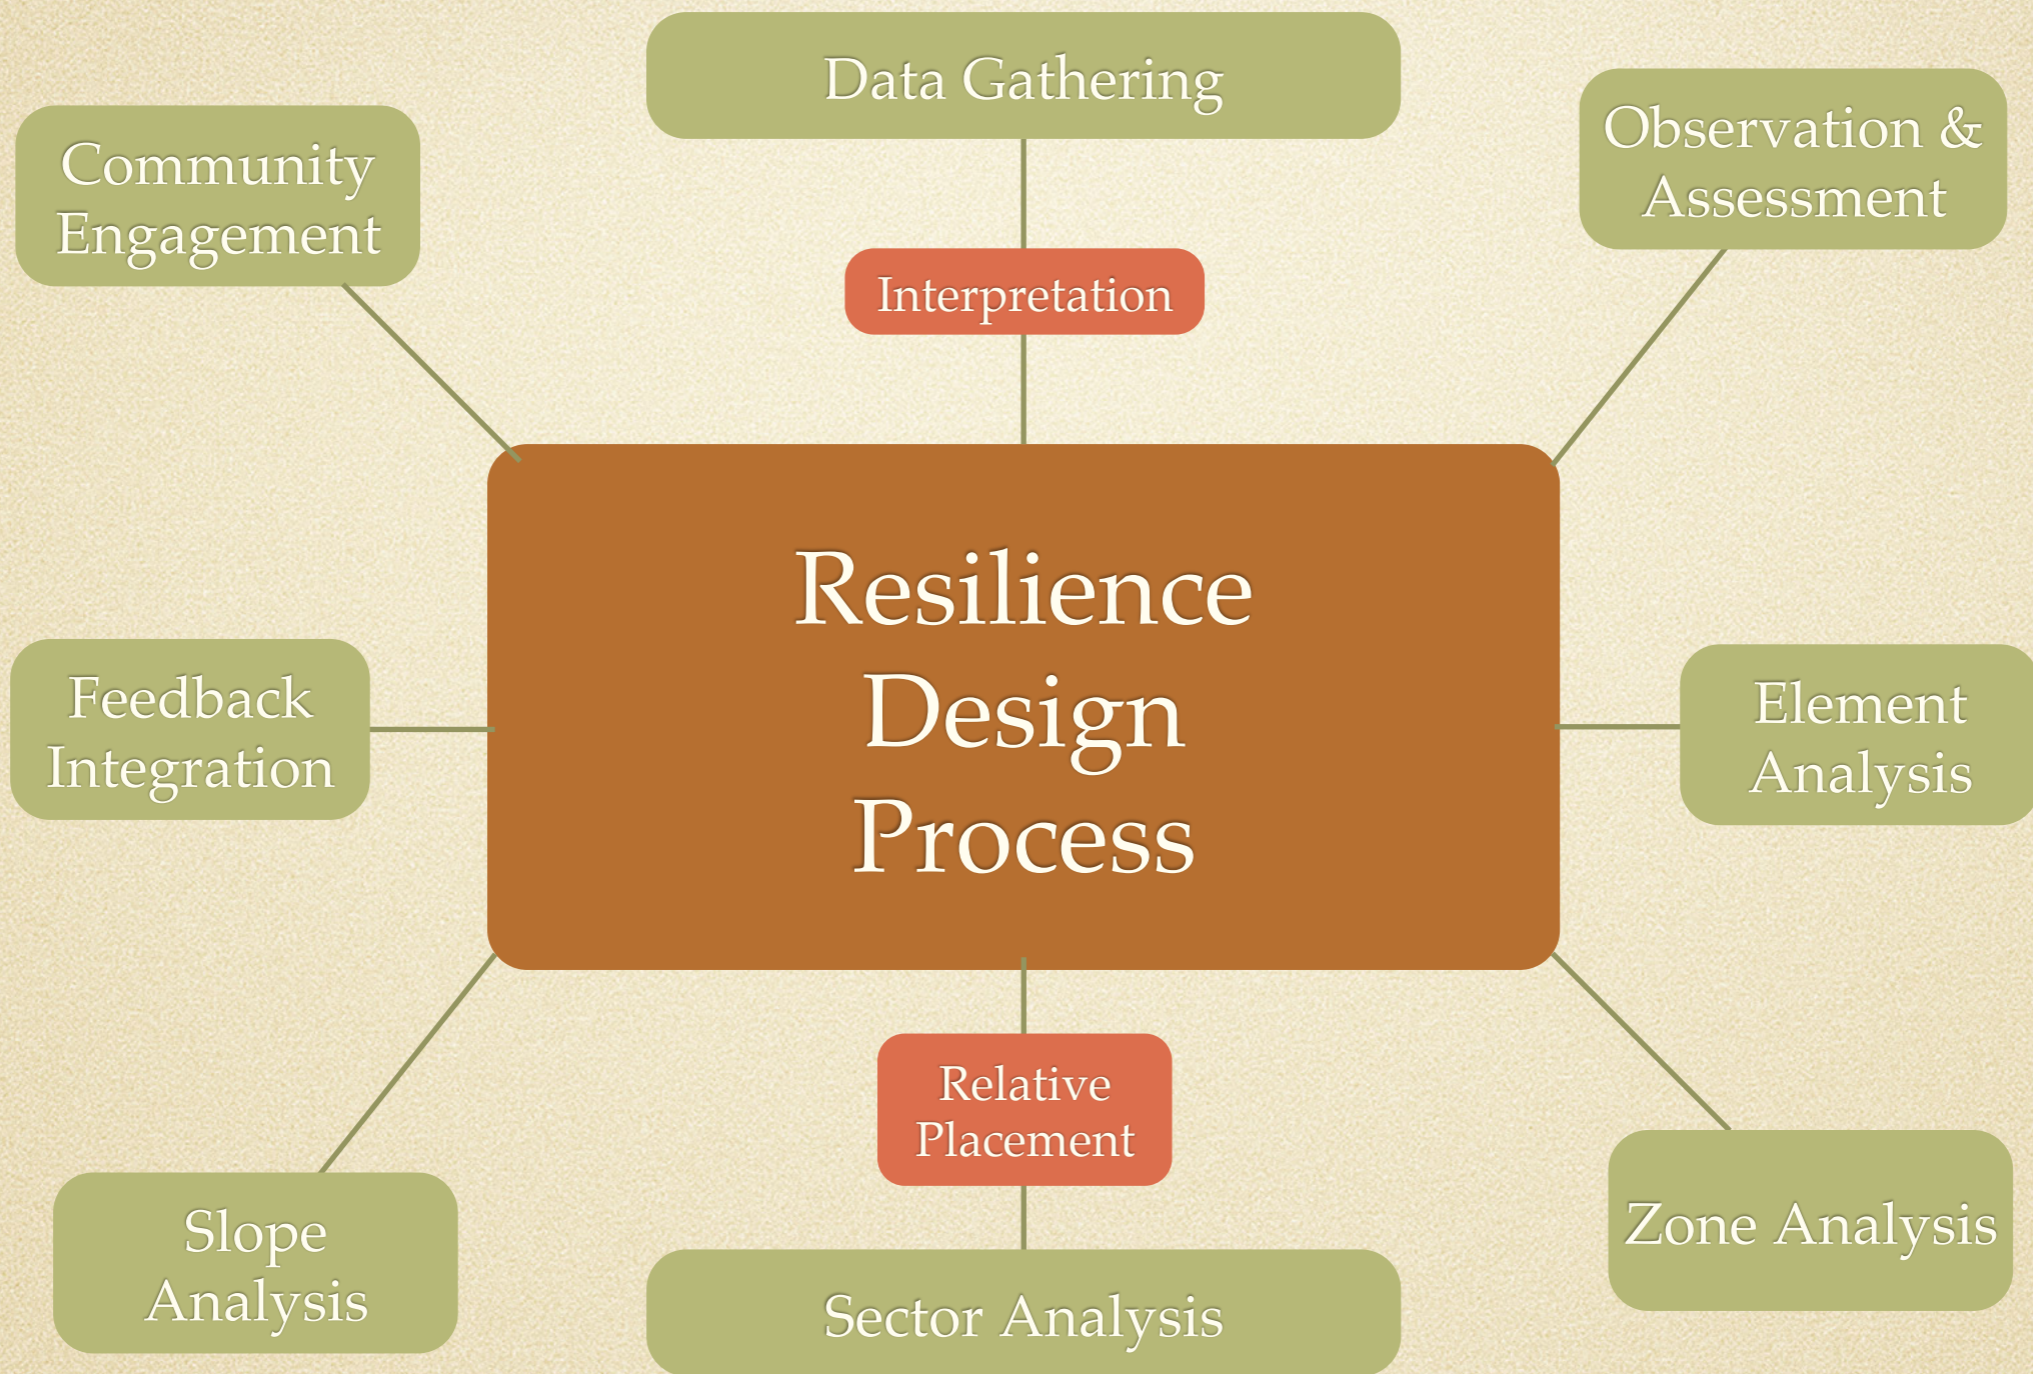 Data Gathering
Community
Engagement
Observation &
Assessment
Interpretation
Resilience
Design
Process
Feedback
Integration
Element
Analysis
Relative
Placement
Slope
Analysis
Zone Analysis
Sector Analysis